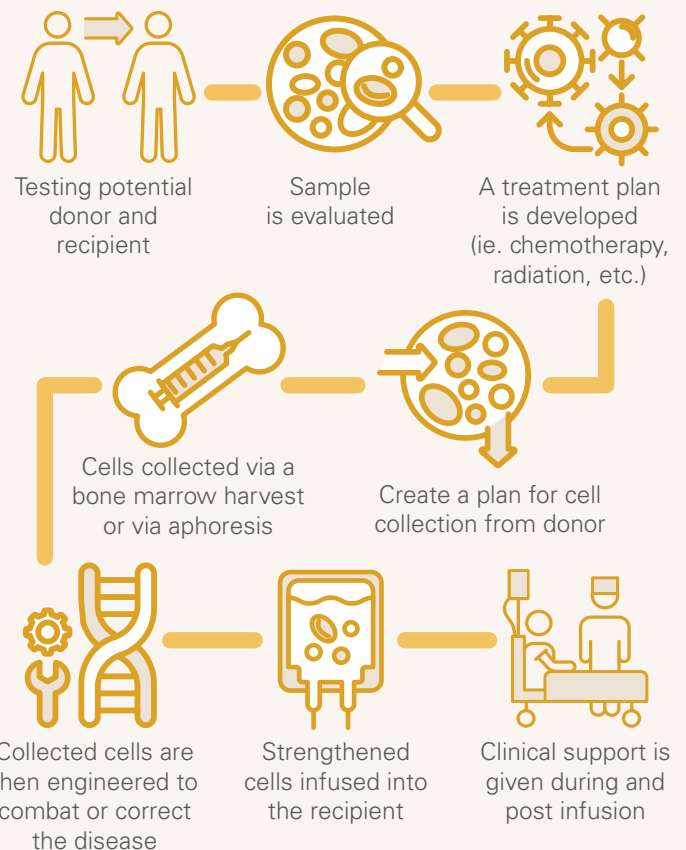 Testing potential
donor and
recipient
Sample
is evaluated
A treatment plan
is developed
(ie. chemotherapy,
radiation, etc.)
Create a plan for cell
collection from donor
Cells collected via a
bone marrow harvest
or via aphoresis
Collected cells are
then engineered to
combat or correct
the disease
Strengthened
cells infused into
the recipient
Clinical support is
given during and
post infusion